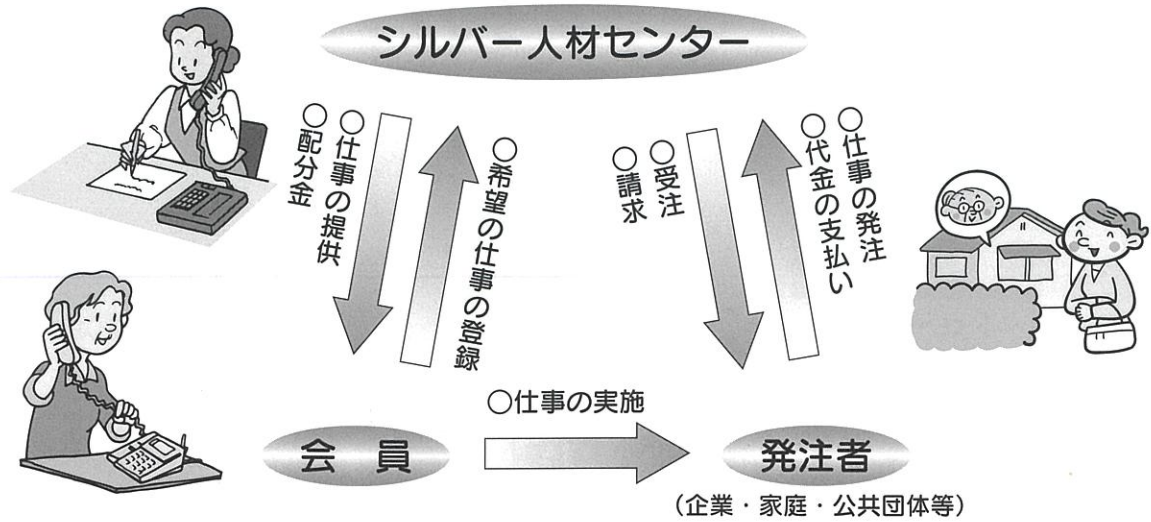 シルバー人材センター
○仕事の提供
○配分金
○希望の仕事の登録
○受注
○請求
○仕事の発注
○代金の支払い
○仕事の実施
会　員
発注者
（企業・家庭・公共団体等）